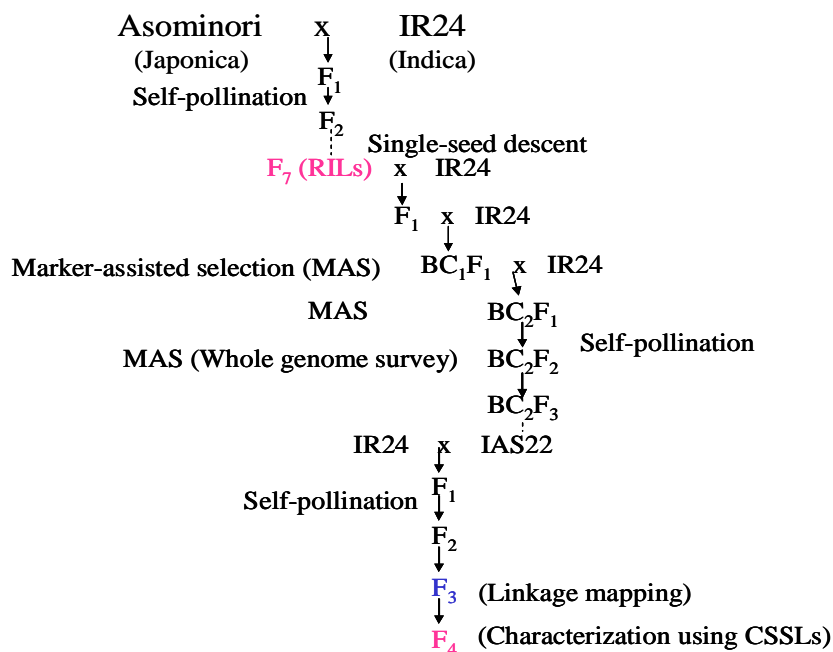 Asominori x IR24
(Japonica) (Indica)
F1
Self-pollination
F2
Single-seed descent
F7 (RILs) x IR24
F1 x IR24
Marker-assisted selection (MAS) BC1F1 x IR24
MAS BC2F1
Self-pollination
MAS (Whole genome survey) BC2F2
BC2F3
IR24 x IAS22
F1
Self-pollination
F2
F3 (Linkage mapping)
F4 (Characterization using CSSLs)